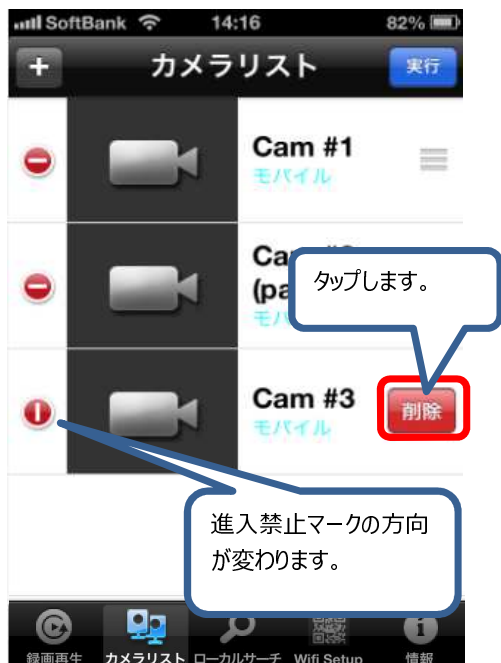 SoftBank 14:16 82%
+ カメラリスト 実行
Cam #1
モバイル
タップします。
Cam #3
モバイル
削除
進入禁止マークの方向
が変わります。
録画再生 カメラリスト ローカルサーチ Wifi Setup 情報